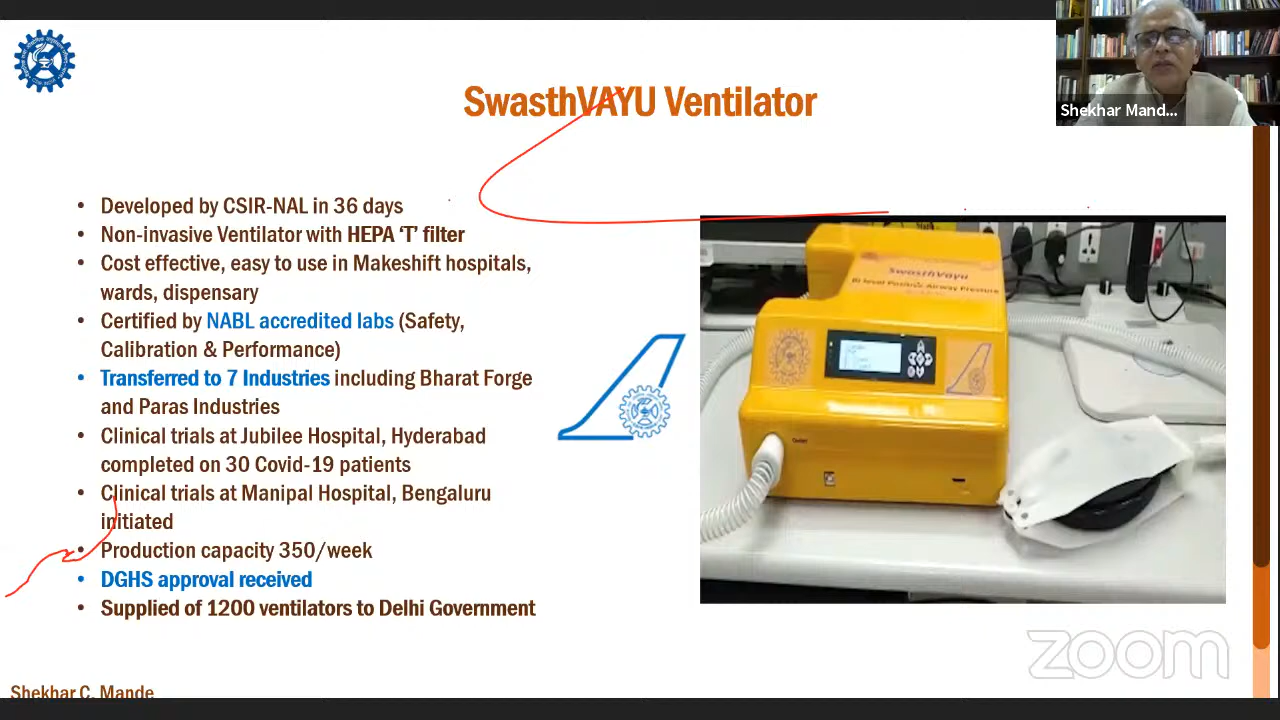 SwasthVAYU Ventilator
Shekhar Mand...
• Developed by CSIR-NAL in 36 days
• Non-invasive Ventilator with HEPA ‘T’ filter
• Cost effective, easy to use in Makeshift hospitals,
wards, dispensary
• Certified by NABL accredited labs (Safety,
Calibration & Performance)
• Transferred to 7 Industries including Bharat Forge
and Paras Industries
• Clinical trials at Jubilee Hospital, Hyderabad
completed on 30 Covid-19 patients
• Clinical trials at Manipal Hospital, Bengaluru
initiated
• Production capacity 350/week
• DGHS approval received
• Supplied of 1200 ventilators to Delhi Government
SwasthVayu
Bi level Positive Airway Pressure
zoom
Shekhar C. Mande